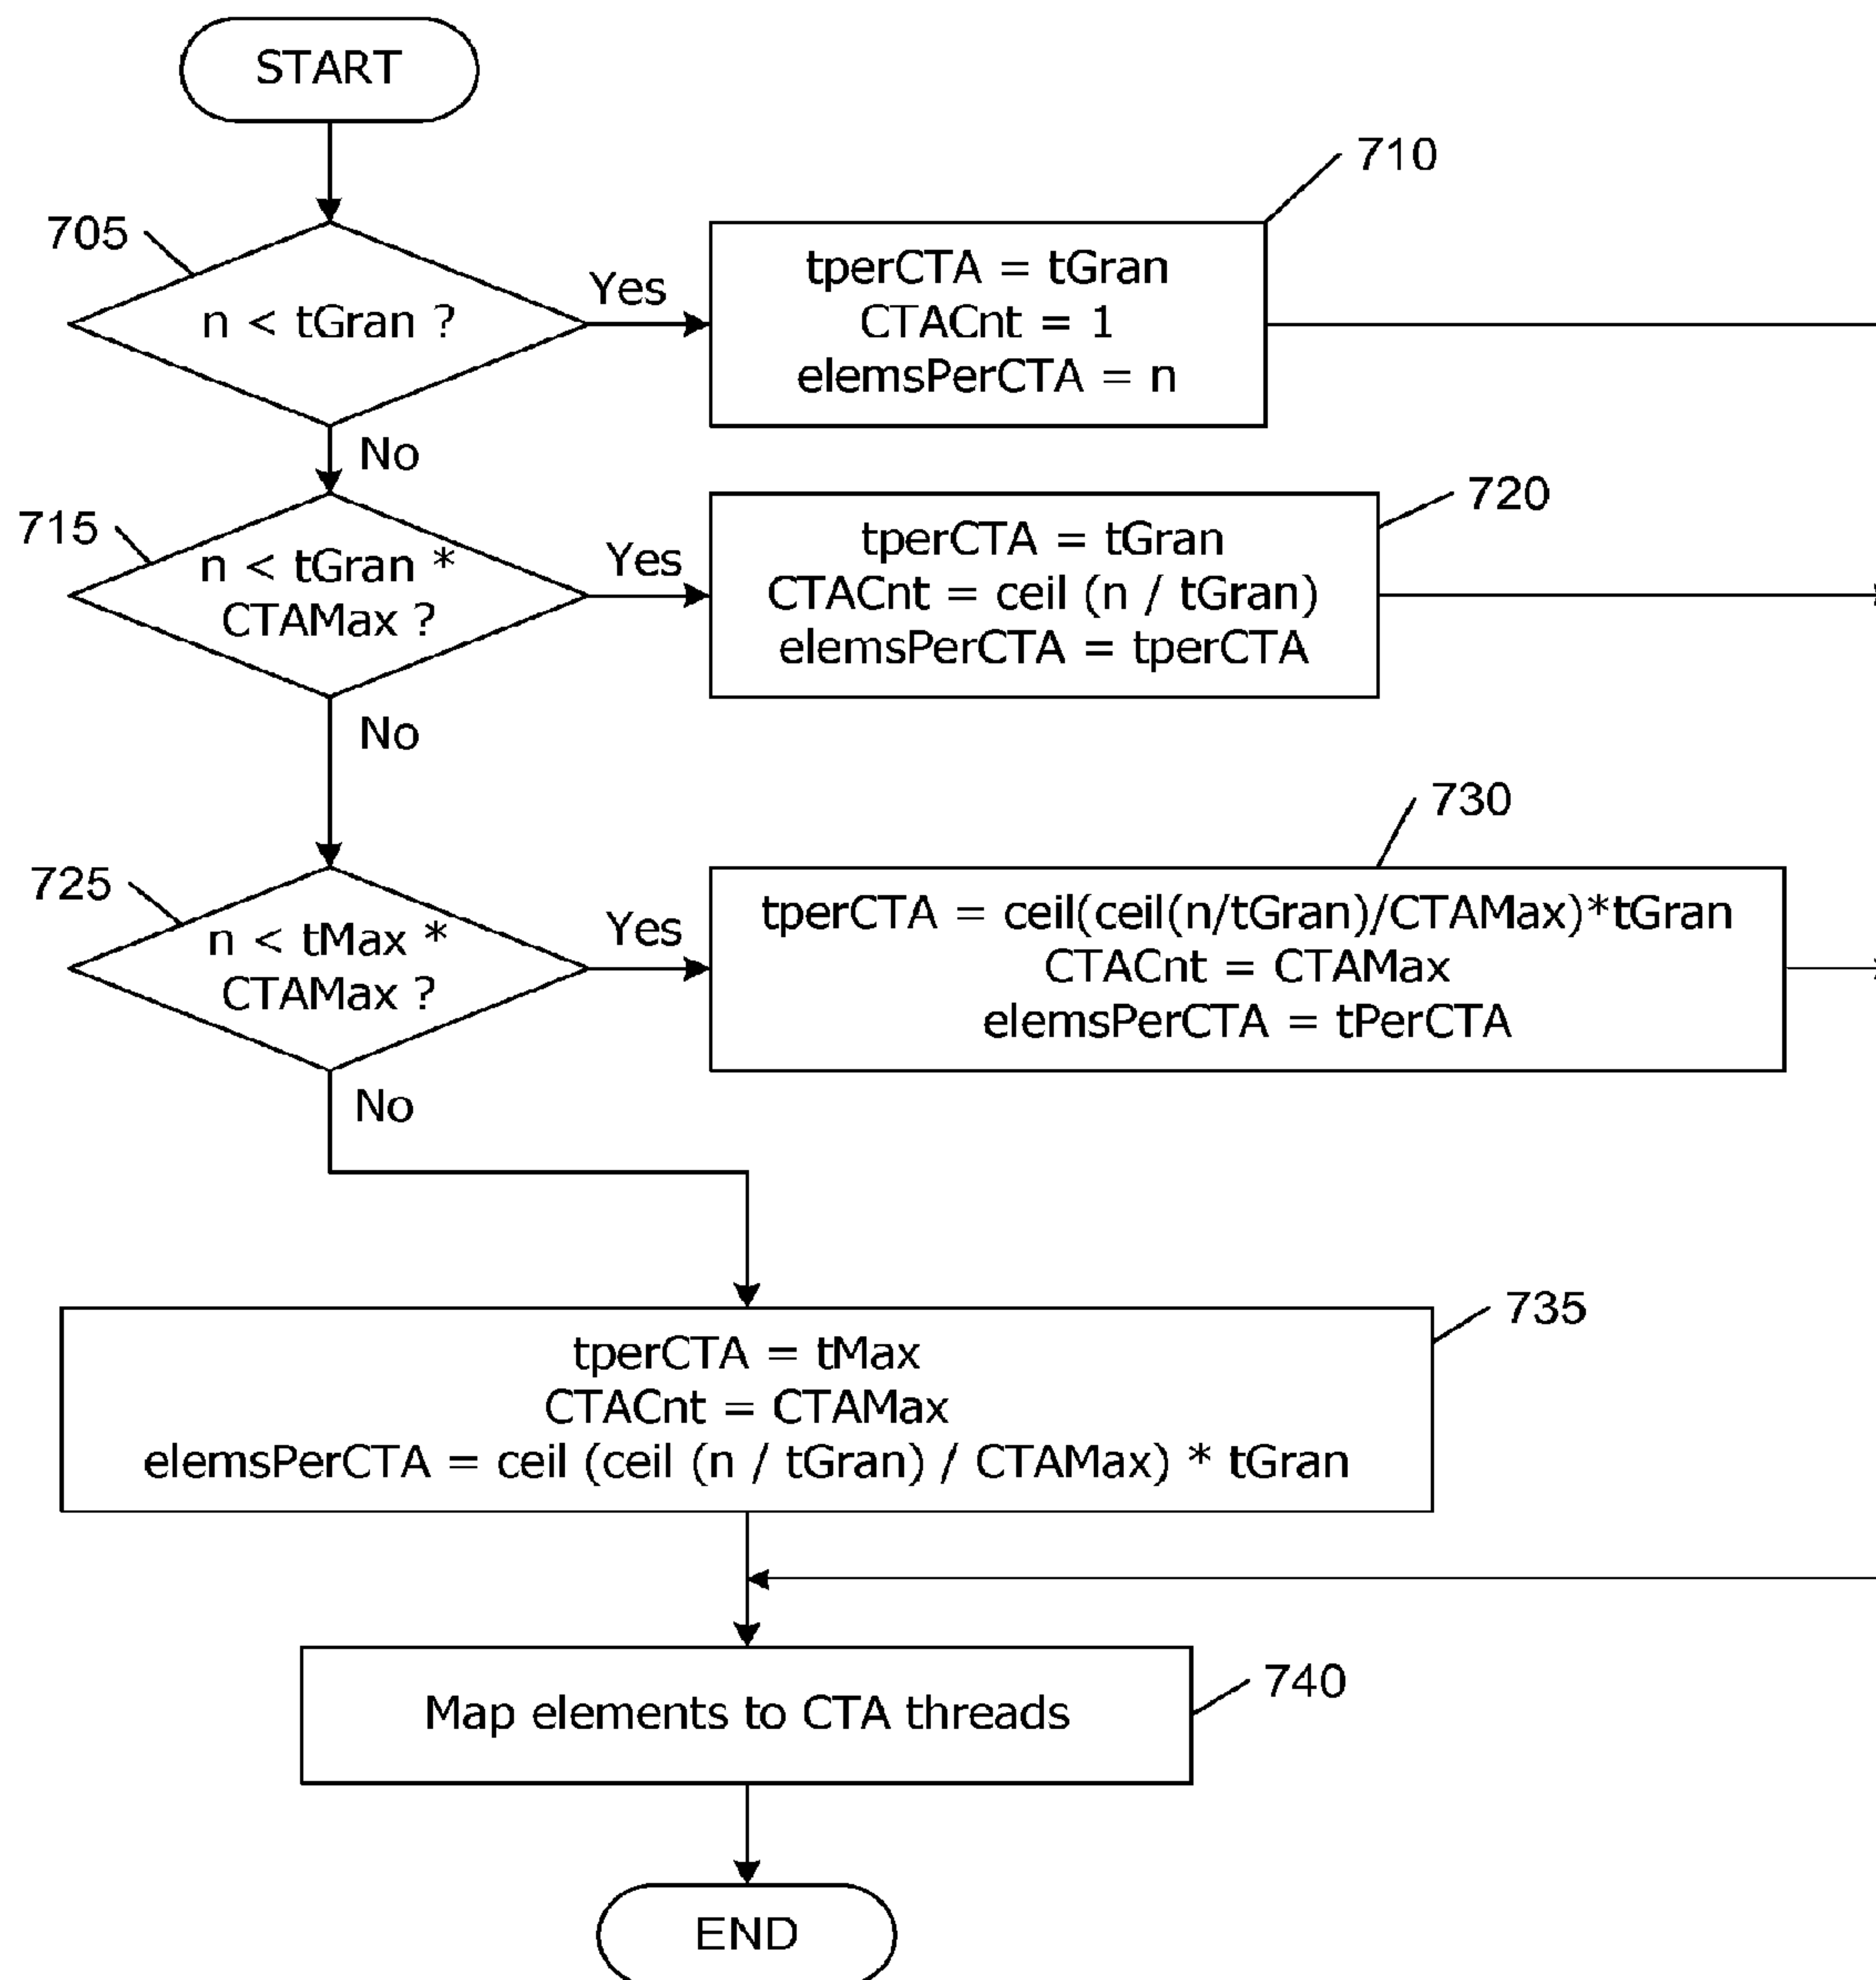 START
710
705
n < tGran ?
Yes
tperCTA = tGran
CTACnt = 1
elemsPerCTA = n
No
715
n < tGran *
CTAMax ?
Yes
720
tperCTA = tGran
CTACnt = ceil (n / tGran)
elemsPerCTA = tperCTA
No
725
n < tMax *
CTAMax ?
Yes
730
tperCTA = ceil(ceil(n/tGran)/CTAMax)*tGran
CTACnt = CTAMax
elemsPerCTA = tPerCTA
No
735
tperCTA = tMax
CTACnt = CTAMax
elemsPerCTA = ceil (ceil (n / tGran) / CTAMax) * tGran
740
Map elements to CTA threads
END